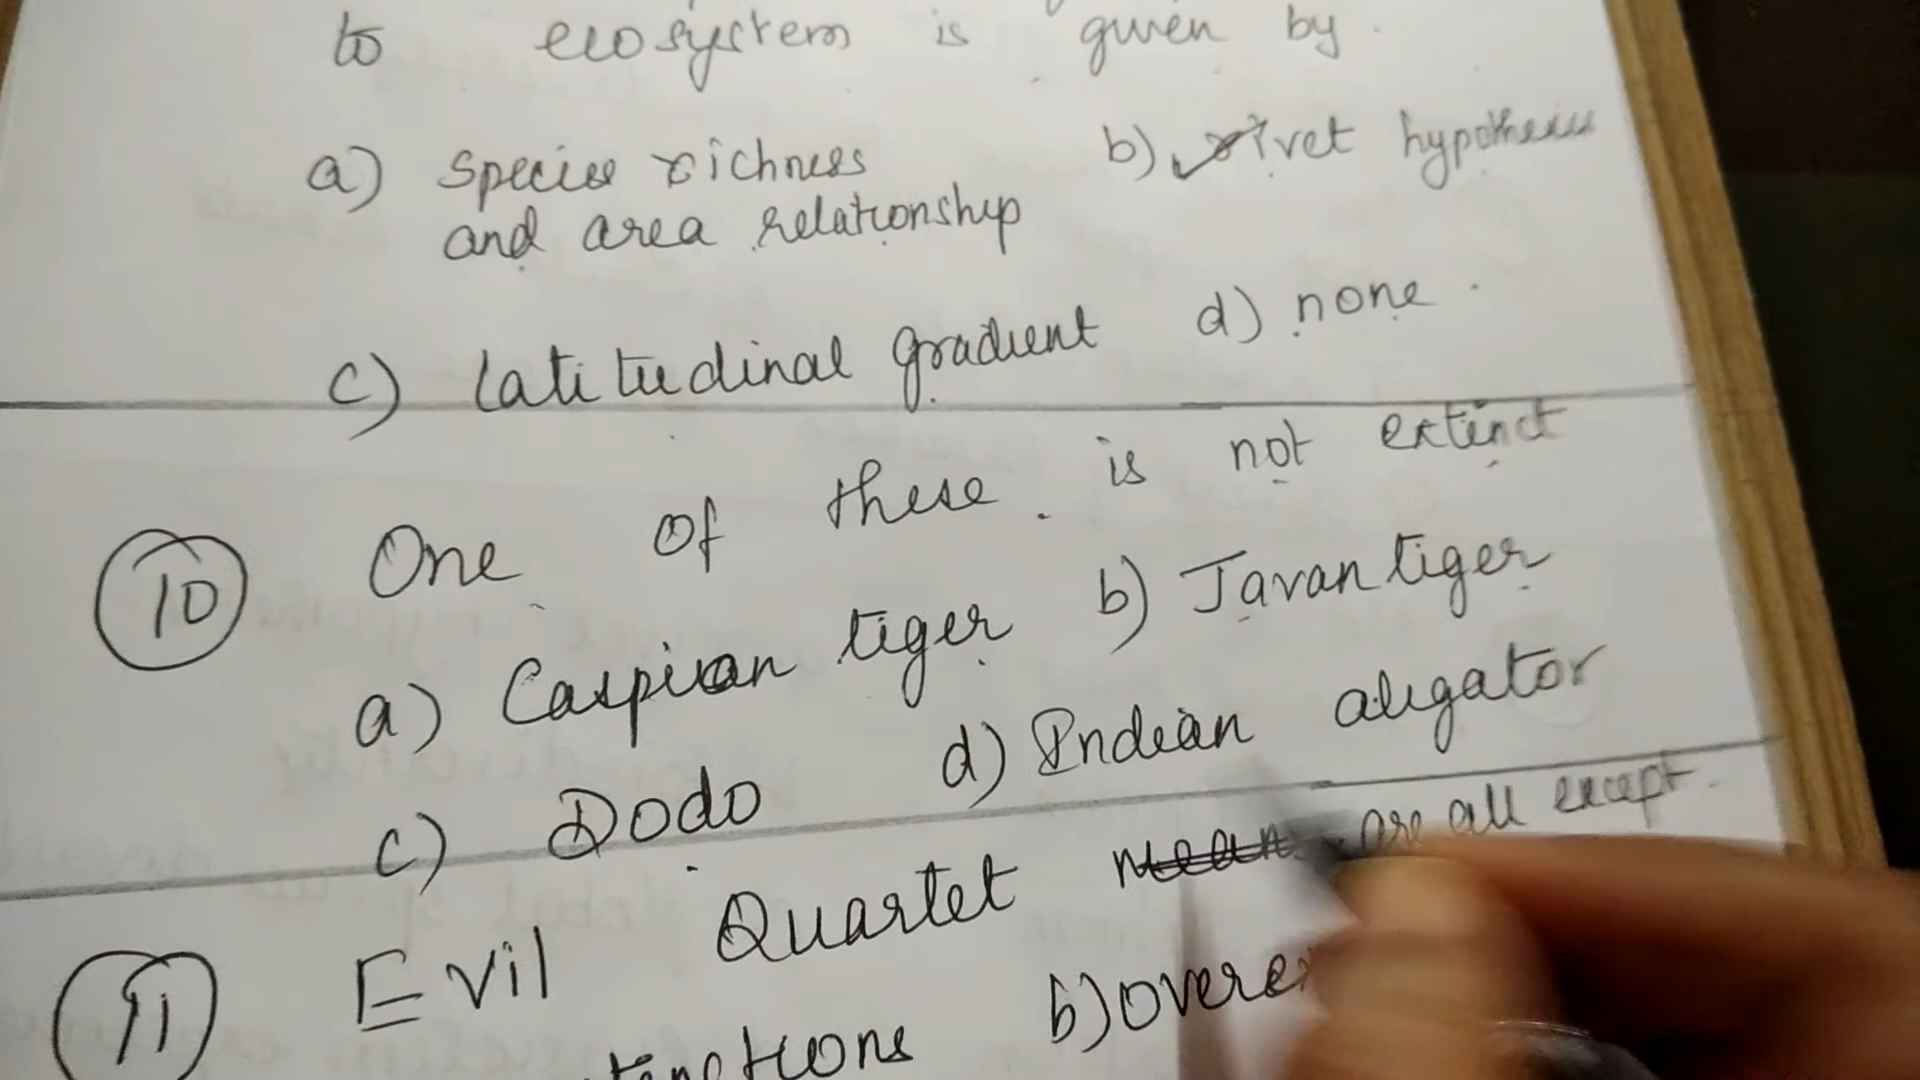 to ecosystem is given by.
a) Species richness b) rivet hypothesis
and area relationship
c) latitudinal gradient d) none.
10 One of these is not extinct
a) Caspian tiger b) Javan tiger
c) Dodo d) Indian aligator
11 Evil Quartet mean are all except.
b) overex